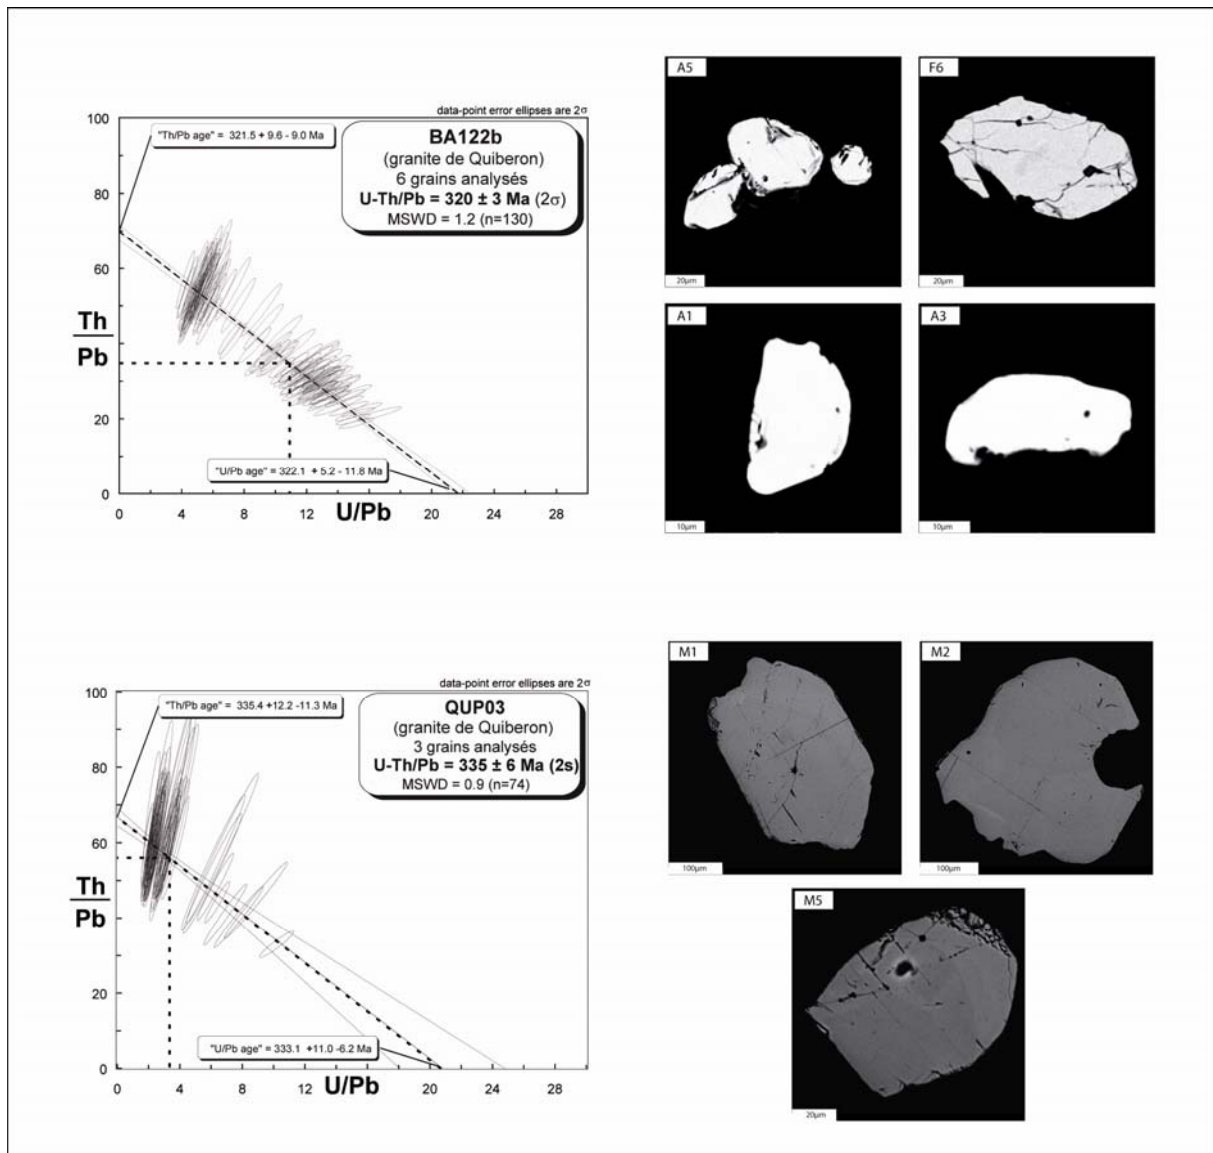 data-point error ellipses are 2σ
100
80
60
40
20
0
Th
Pb
"Th/Pb age" = 321.5 + 9.6 - 9.0 Ma
BA122b
(granite de Quiberon)
6 grains analysés
U-Th/Pb = 320 ± 3 Ma (2σ)
MSWD = 1.2 (n=130)
"U/Pb age" = 322.1 + 5.2 - 11.8 Ma
0 4 8 12 16 20 24 28
U/Pb
A5
20µm
F6
20µm
A1
10µm
A3
10µm
data-point error ellipses are 2σ
100
80
60
40
20
0
Th
Pb
"Th/Pb age" = 335.4 +12.2 -11.3 Ma
QUP03
(granite de Quiberon)
3 grains analysés
U-Th/Pb = 335 ± 6 Ma (2s)
MSWD = 0.9 (n=74)
"U/Pb age" = 333.1 +11.0 -6.2 Ma
0 4 8 12 16 20 24 28
U/Pb
M1
100µm
M2
100µm
M5
20µm